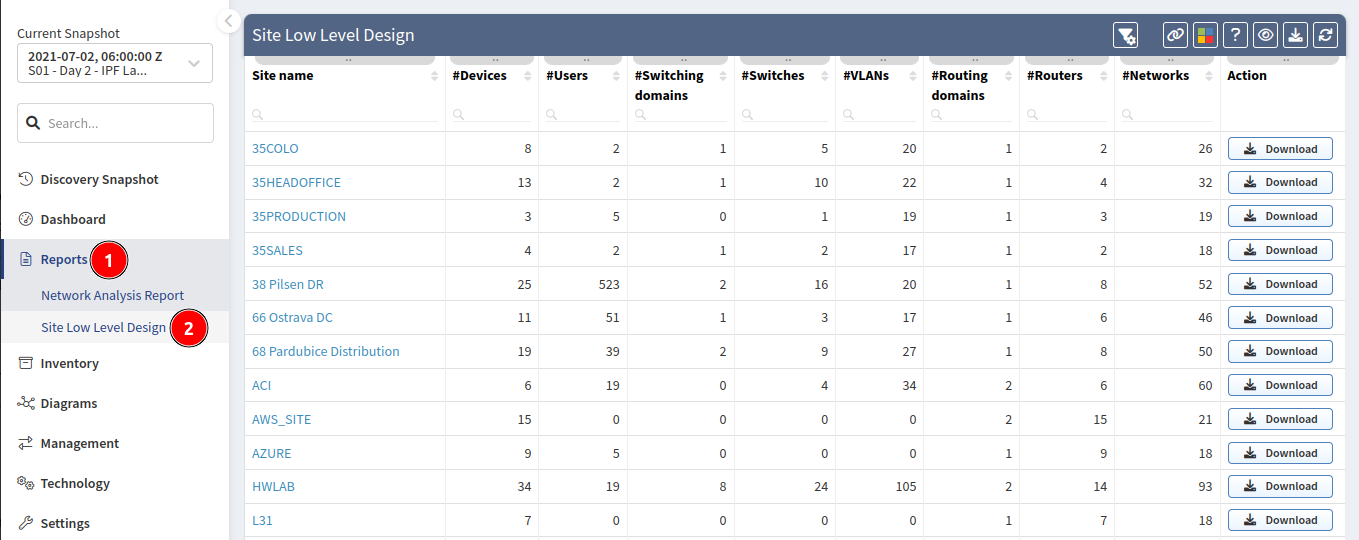 Current Snapshot
2021-07-02, 06:00:00 Z
S01 - Day 2 - IPF La...
Search...
Discovery Snapshot
Dashboard
Reports 1
Network Analysis Report
Site Low Level Design 2
Inventory
Diagrams
Management
Technology
Settings
Site Low Level Design ?
Site name #Devices #Users #Switching domains #Switches #VLANs #Routing domains #Routers #Networks Action
35COLO 8 2 1 5 20 1 2 26 Download
35HEADOFFICE 13 2 1 10 22 1 4 32 Download
35PRODUCTION 3 5 0 1 19 1 3 19 Download
35SALES 4 2 1 2 17 1 2 18 Download
38 Pilsen DR 25 523 2 16 20 1 8 52 Download
66 Ostrava DC 11 51 1 3 17 1 6 46 Download
68 Pardubice Distribution 19 39 2 9 27 1 8 50 Download
ACI 6 19 0 4 34 2 6 60 Download
AWS_SITE 15 0 0 0 0 2 15 21 Download
AZURE 9 5 0 0 0 1 9 18 Download
HWLAB 34 19 8 24 105 2 14 93 Download
L31 7 0 0 0 0 1 7 18 Download